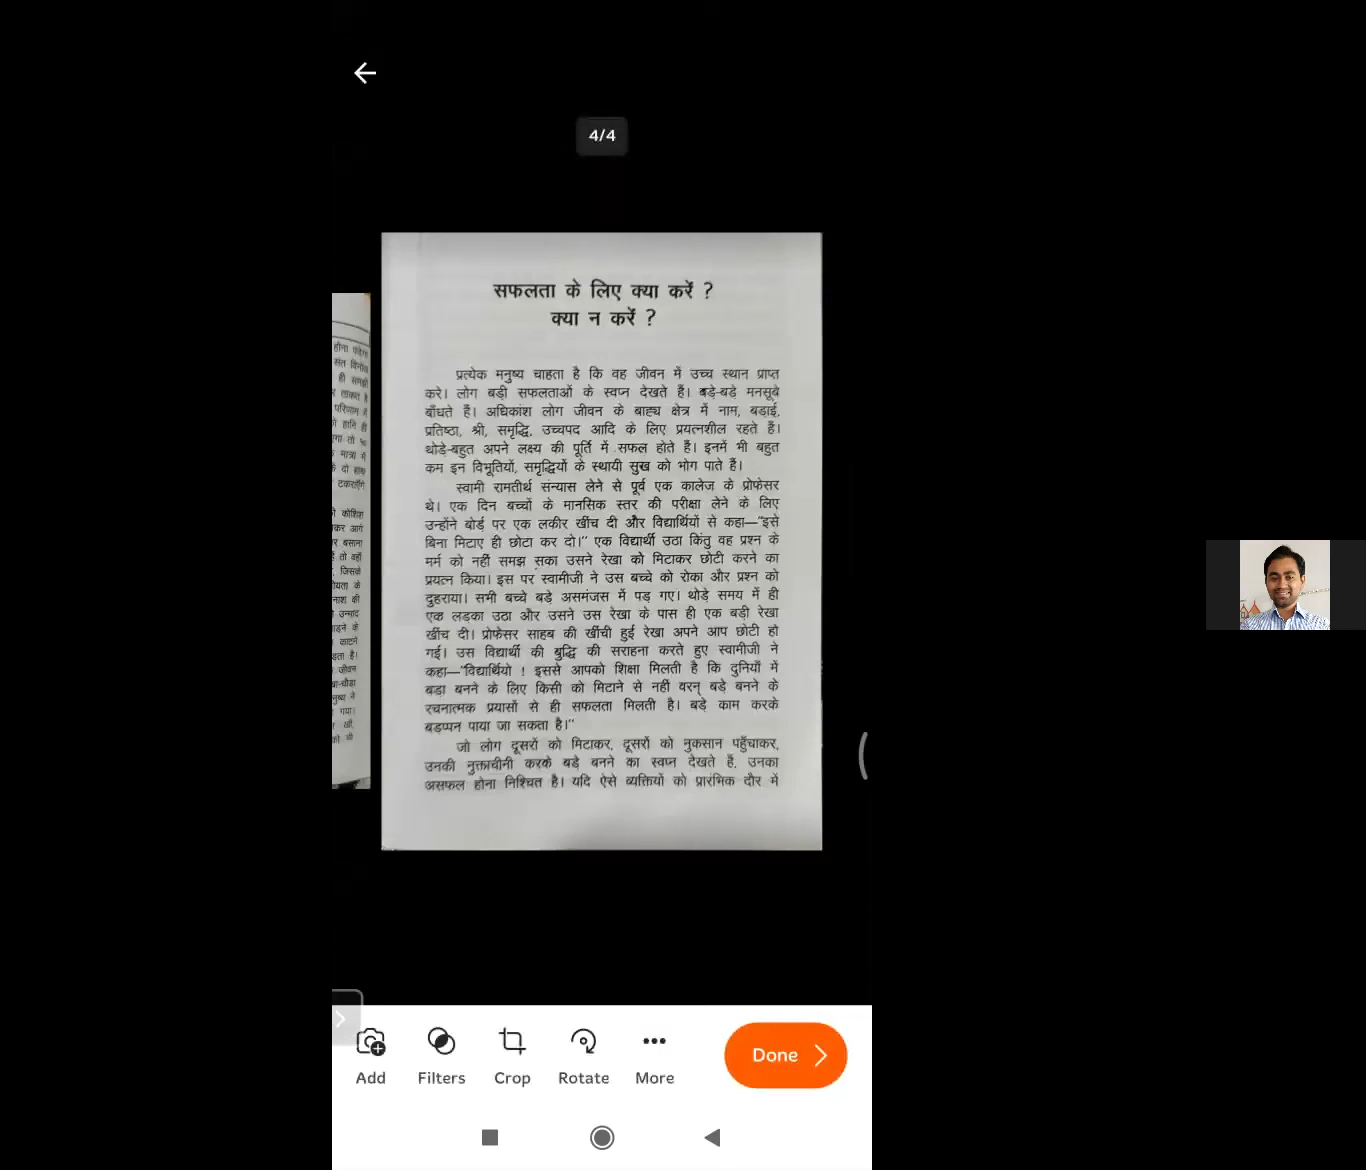 4/4
सफलता के लिए क्या करें ?
क्या न करें ?
प्रत्येक मनुष्य चाहता है कि वह जीवन में उच्च स्थान प्राप्त
करे। लोग बड़ी सफलताओं के स्वप्न देखते हैं। बड़े-बड़े मनसूबे
बाँधते हैं। अधिकांश लोग जीवन के बाह्य क्षेत्र में नाम, बड़ाई,
प्रतिष्ठा, श्री, समृद्धि, उच्चपद आदि के लिए प्रयत्नशील रहते हैं।
थोड़े-बहुत अपने लक्ष्य की पूर्ति में सफल होते हैं। इनमें भी बहुत
कम इन विभूतियों, समृद्धियों के स्थायी सुख को भोग पाते हैं।
स्वामी रामतीर्थ संन्यास लेने से पूर्व एक कालेज के प्रोफेसर
थे। एक दिन बच्चों के मानसिक स्तर की परीक्षा लेने के लिए
उन्होंने बोर्ड पर एक लकीर खींच दी और विद्यार्थियों से कहा—"इसे
बिना मिटाए ही छोटा कर दो।" एक विद्यार्थी उठा किंतु वह प्रश्न के
मर्म को नहीं समझ सका उसने रेखा को मिटाकर छोटी करने का
प्रयत्न किया। इस पर स्वामीजी ने उस बच्चे को रोका और प्रश्न को
दुहराया। सभी बच्चे बड़े असमंजस में पड़ गए। थोड़े समय में ही
एक लड़का उठा और उसने उस रेखा के पास ही एक बड़ी रेखा
खींच दी। प्रोफेसर साहब की खींची हुई रेखा अपने आप छोटी हो
गई। उस विद्यार्थी की बुद्धि की सराहना करते हुए स्वामीजी ने
कहा—"विद्यार्थियो ! इससे आपको शिक्षा मिलती है कि दुनियाँ में
बड़ा बनने के लिए किसी को मिटाने से नहीं वरन् बड़े बनने के
रचनात्मक प्रयासों से ही सफलता मिलती है। बड़े काम करके
बड़प्पन पाया जा सकता है।"
जो लोग दूसरों को मिटाकर, दूसरों को नुकसान पहुँचाकर,
उनकी नुक्ताचीनी करके बड़े बनने का स्वप्न देखते हैं, उनका
असफल होना निश्चित है। यदि ऐसे व्यक्तियों को प्रारंभिक दौर में
Add Filters Crop Rotate More Done